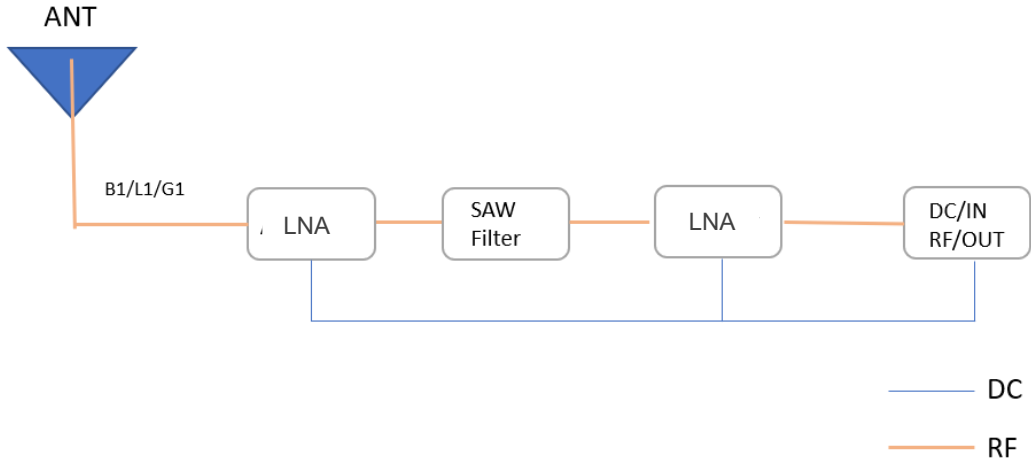 ANT
B1/L1/G1
LNA
SAW
Filter
LNA
DC/IN
RF/OUT
DC
RF